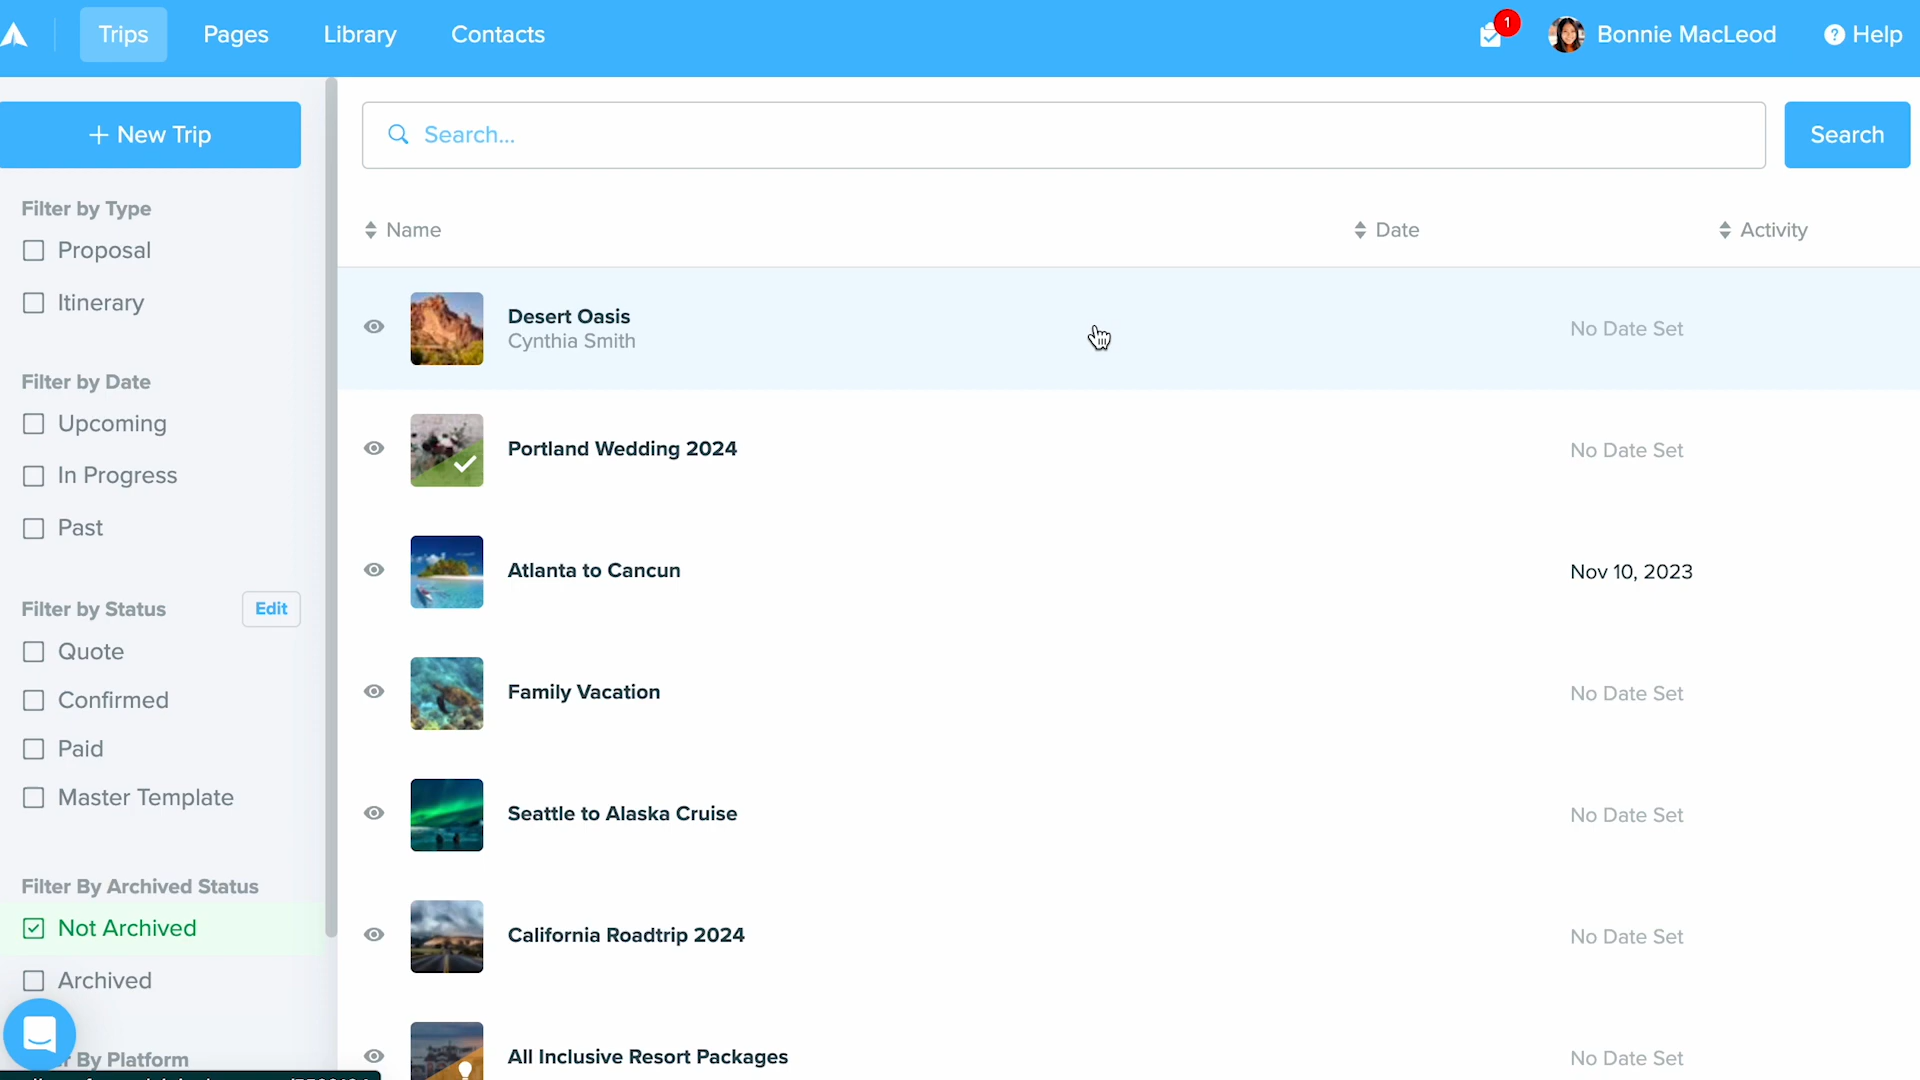 Trips
Pages
Library
Contacts
1
Bonnie MacLeod
? Help
+ New Trip
Search...
Search
Filter by Type
Proposal
Itinerary
Filter by Date
Upcoming
In Progress
Past
Filter by Status
Edit
Quote
Confirmed
Paid
Master Template
Filter By Archived Status
Not Archived
Archived
By Platform
Name
Date
Activity
Desert Oasis
Cynthia Smith
No Date Set
Portland Wedding 2024
No Date Set
Atlanta to Cancun
Nov 10, 2023
Family Vacation
No Date Set
Seattle to Alaska Cruise
No Date Set
California Roadtrip 2024
No Date Set
All Inclusive Resort Packages
No Date Set